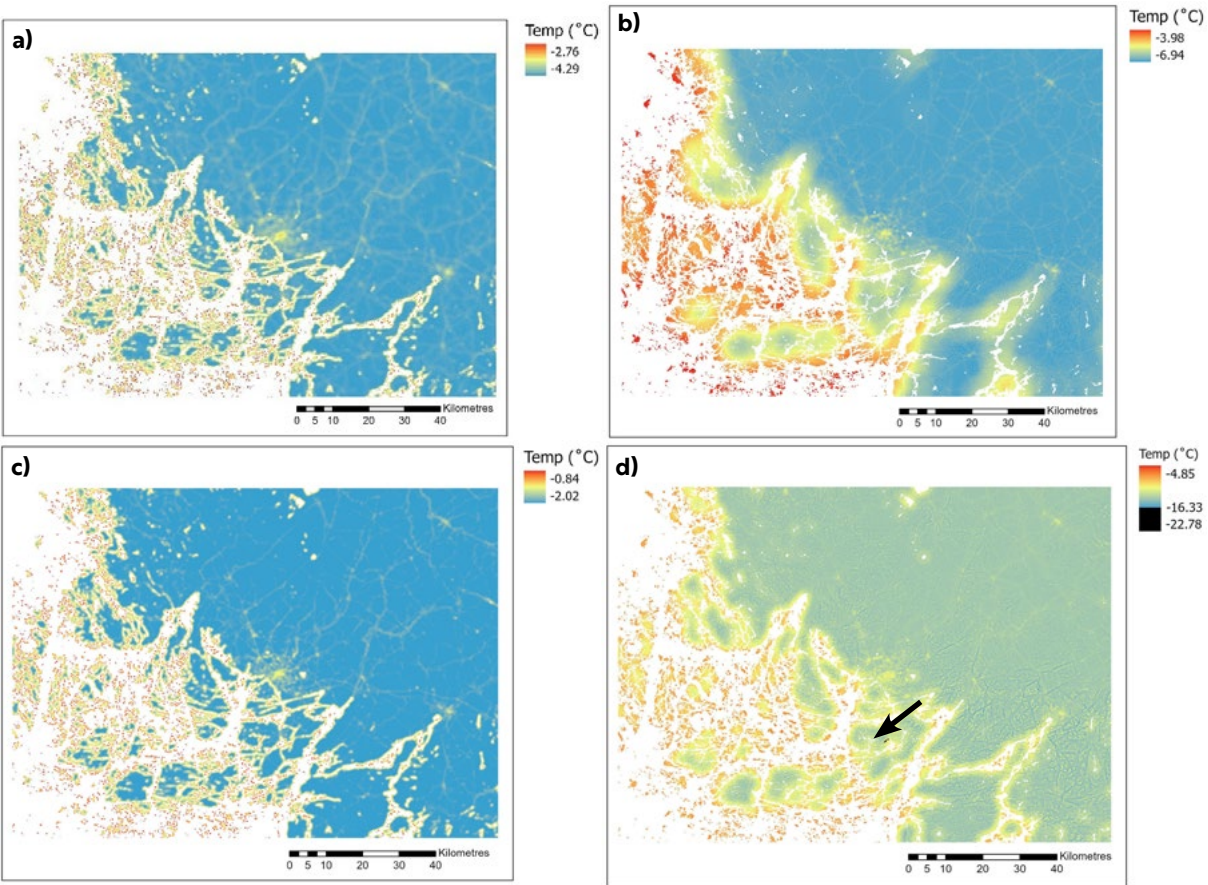 a)
Temp (˚C)
-2.76
-4.29
Kilometres
0 5 10 20 30 40
b)
Temp (˚C)
-3.98
-6.94
Kilometres
0 5 10 20 30 40
c)
Temp (˚C)
-0.84
-2.02
Kilometres
0 5 10 20 30 40
d)
Temp (˚C)
-4.85
-16.33
-22.78
Kilometres
0 5 10 20 30 40